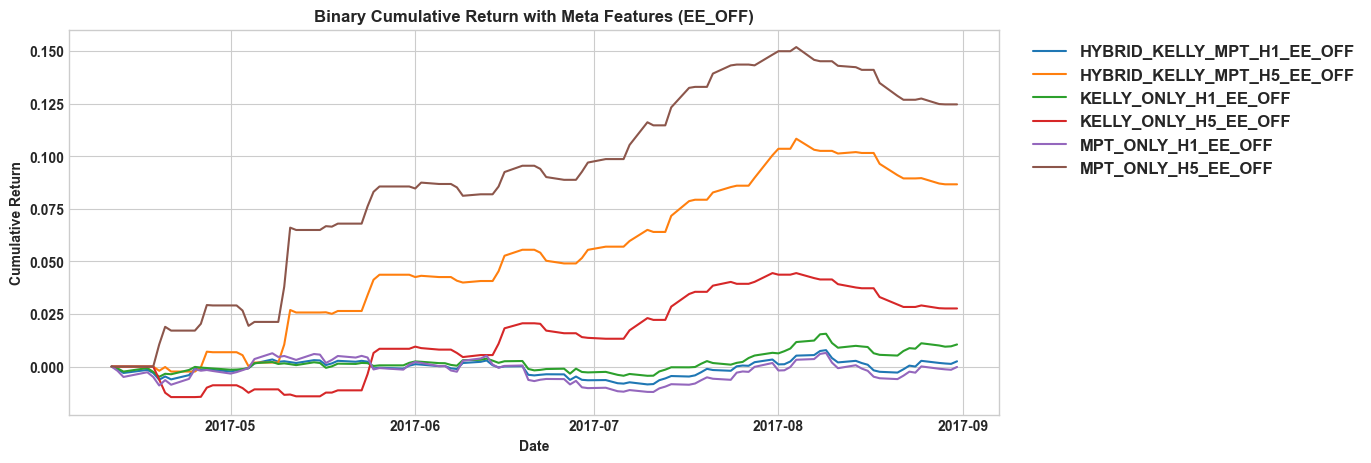 Binary Cumulative Return with Meta Features (EE_OFF)
Cumulative Return
0.150
0.125
0.100
0.075
0.050
0.025
0.000
2017-05
2017-06
2017-07
2017-08
2017-09
Date
HYBRID_KELLY_MPT_H1_EE_OFF
HYBRID_KELLY_MPT_H5_EE_OFF
KELLY_ONLY_H1_EE_OFF
KELLY_ONLY_H5_EE_OFF
MPT_ONLY_H1_EE_OFF
MPT_ONLY_H5_EE_OFF